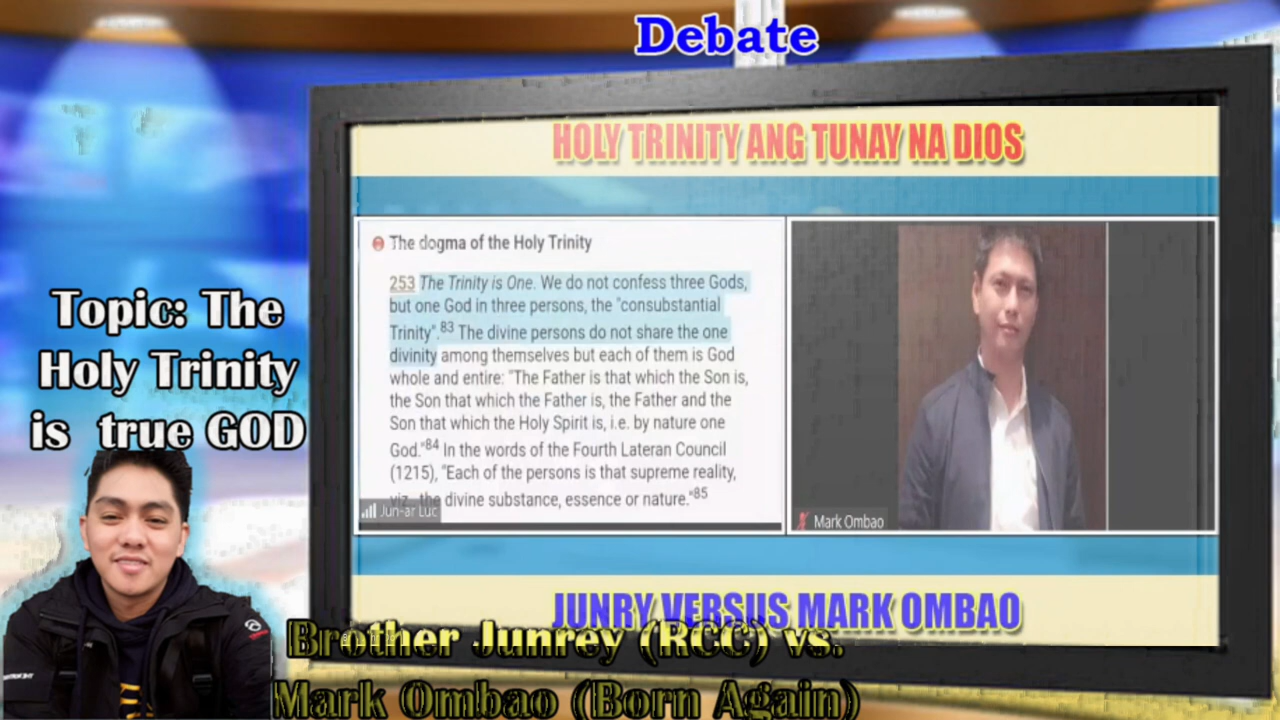 Debate
HOLY TRINITY ANG TUNAY NA DIOS
The dogma of the Holy Trinity
253 The Trinity is One. We do not confess three Gods,
but one God in three persons, the "consubstantial
Trinity".83 The divine persons do not share the one
divinity among themselves but each of them is God
whole and entire: "The Father is that which the Son is,
the Son that which the Father is, the Father and the
Son that which the Holy Spirit is, i.e. by nature one
God."84 In the words of the Fourth Lateran Council
(1215), "Each of the persons is that supreme reality,
viz., the divine substance, essence or nature."85
Jun-ar Luc
Mark Ombao
Topic: The
Holy Trinity
is true GOD
JUNRY VERSUS MARK OMBAO
Brother Junrey (RCC) vs.
Mark Ombao (Born Again)